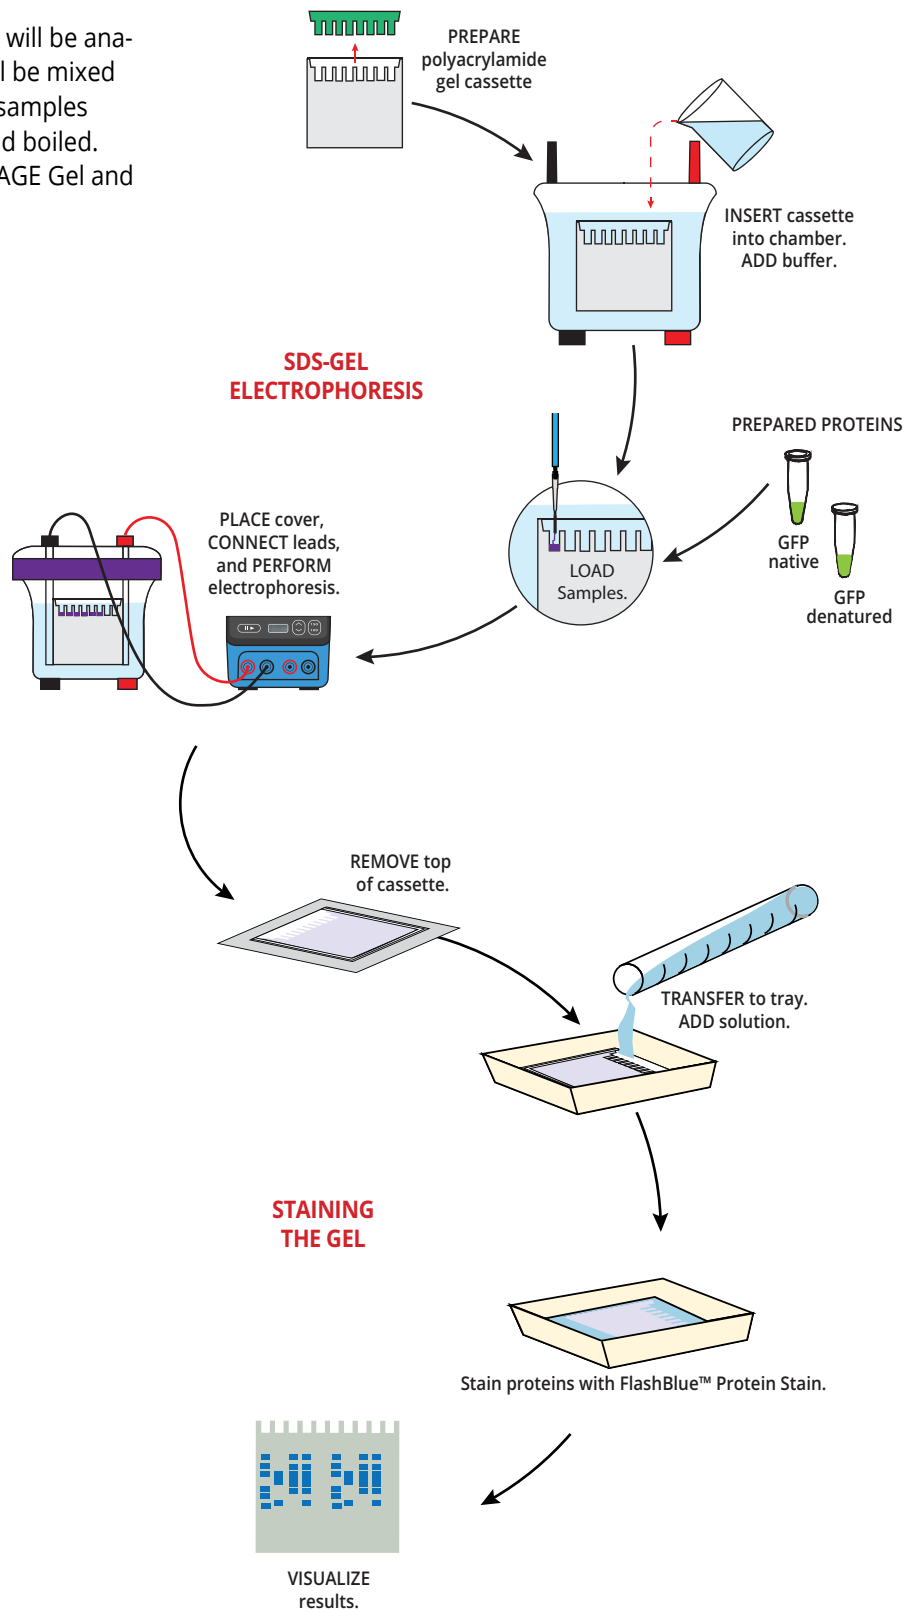 will be ana-
l be mixed
samples
d boiled.
AGE Gel and
PREPARE
polyacrylamide
gel cassette
INSERT cassette
into chamber.
ADD buffer.
SDS-GEL
ELECTROPHORESIS
PREPARED PROTEINS
GFP
native
GFP
denatured
LOAD
Samples.
PLACE cover,
CONNECT leads,
and PERFORM
electrophoresis.
REMOVE top
of cassette.
TRANSFER to tray.
ADD solution.
STAINING
THE GEL
Stain proteins with FlashBlue™ Protein Stain.
VISUALIZE
results.